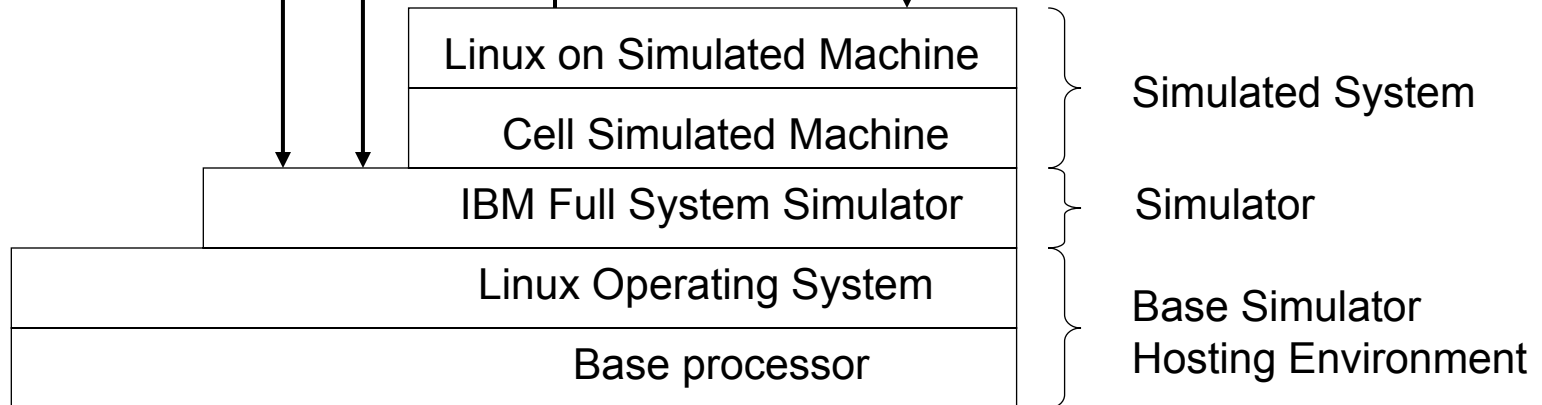 Linux on Simulated Machine
Cell Simulated Machine
Simulated System
IBM Full System Simulator
Simulator
Linux Operating System
Base processor
Base Simulator
Hosting Environment